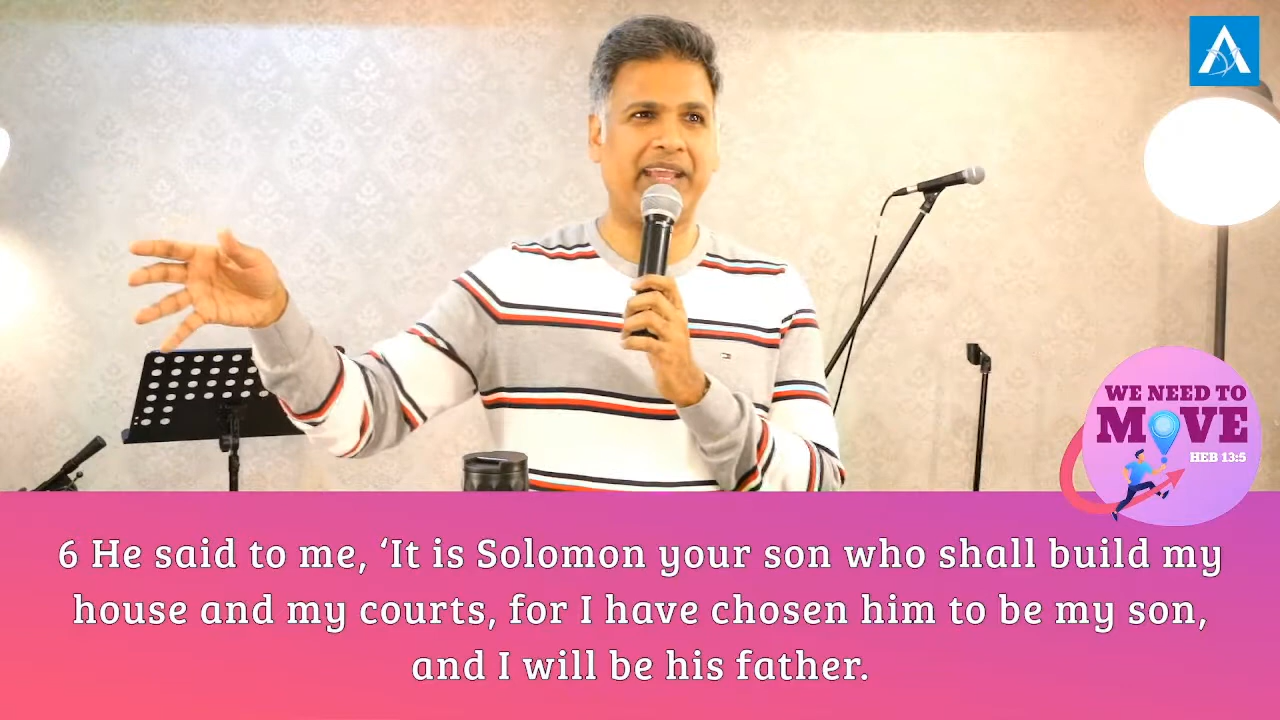 WE NEED TO
MOVE
HEB 13:5
6 He said to me, ‘It is Solomon your son who shall build my
house and my courts, for I have chosen him to be my son,
and I will be his father.